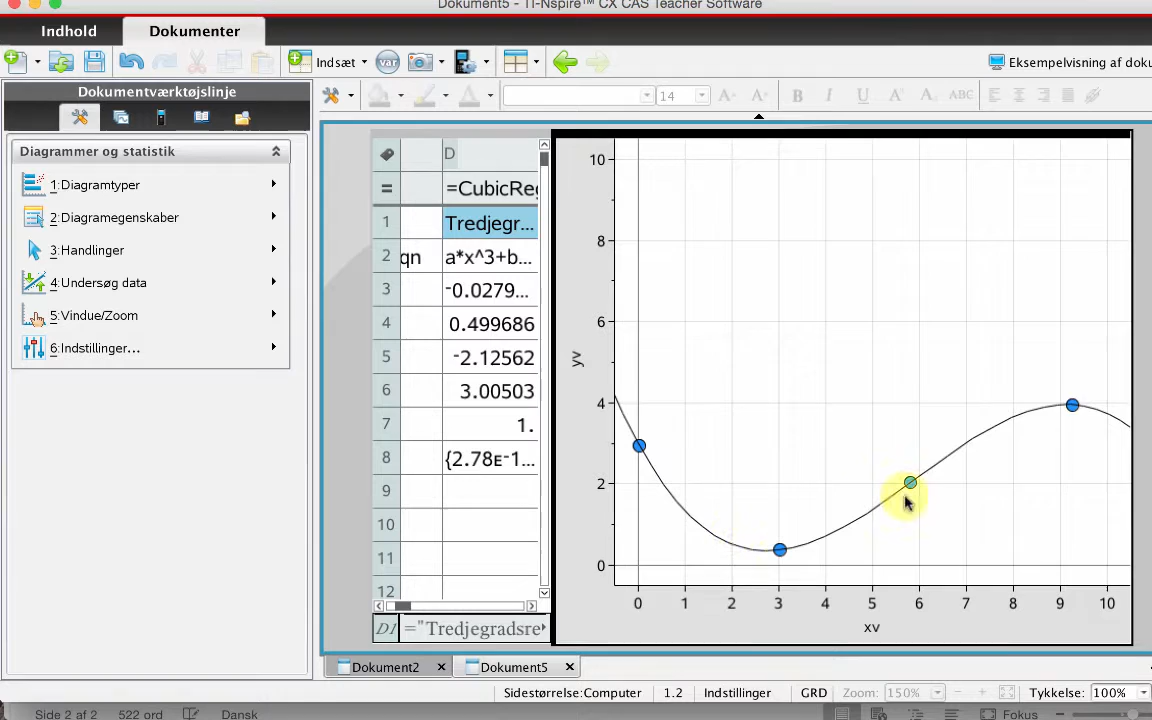 Dokument5 - TI-Nspire™ CX CAS Teacher Software
Indhold Dokumenter
Indsæt var Eksempelvisning af doku
Dokumentværktøjslinje
14 A A B I U A A ABC
Diagrammer og statistik
1:Diagramtyper
2:Diagramegenskaber
3:Handlinger
4:Undersøg data
5:Vindue/Zoom
6:Indstillinger...
D
= =CubicReg
1 Tredjegr...
2 qn a*x^3+b...
3 ⁻0.0279...
4 0.499686
5 ⁻2.12562
6 3.00503
7 1.
8 {2.78ᴇ⁻1...
9
10
11
12
D1 ="Tredjegradsre
10
8
6
4
2
0
yv
0 1 2 3 4 5 6 7 8 9 10
xv
Dokument2 Dokument5
Sidestørrelse:Computer 1.2 Indstillinger GRD Zoom: 150% Tykkelse: 100%
Side 2 af 2 522 ord Dansk Fokus